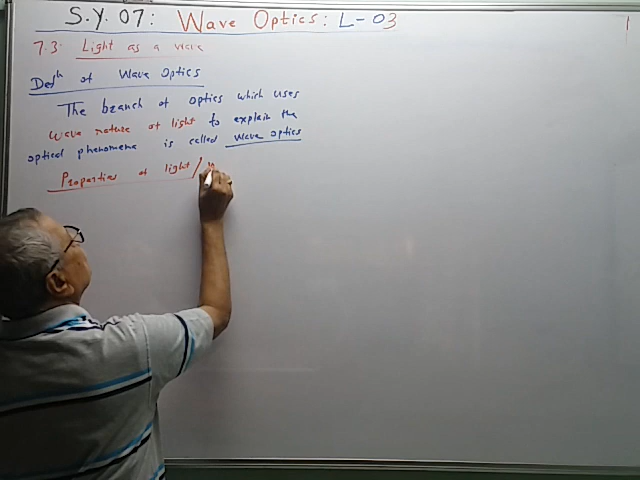 S.Y. 07: Wave Optics: L-03
7.3: Light as a wave
Defn of Wave Optics
The branch of optics which uses
wave nature of light to explain the
optical phenomena is called wave optics
Properties of light /